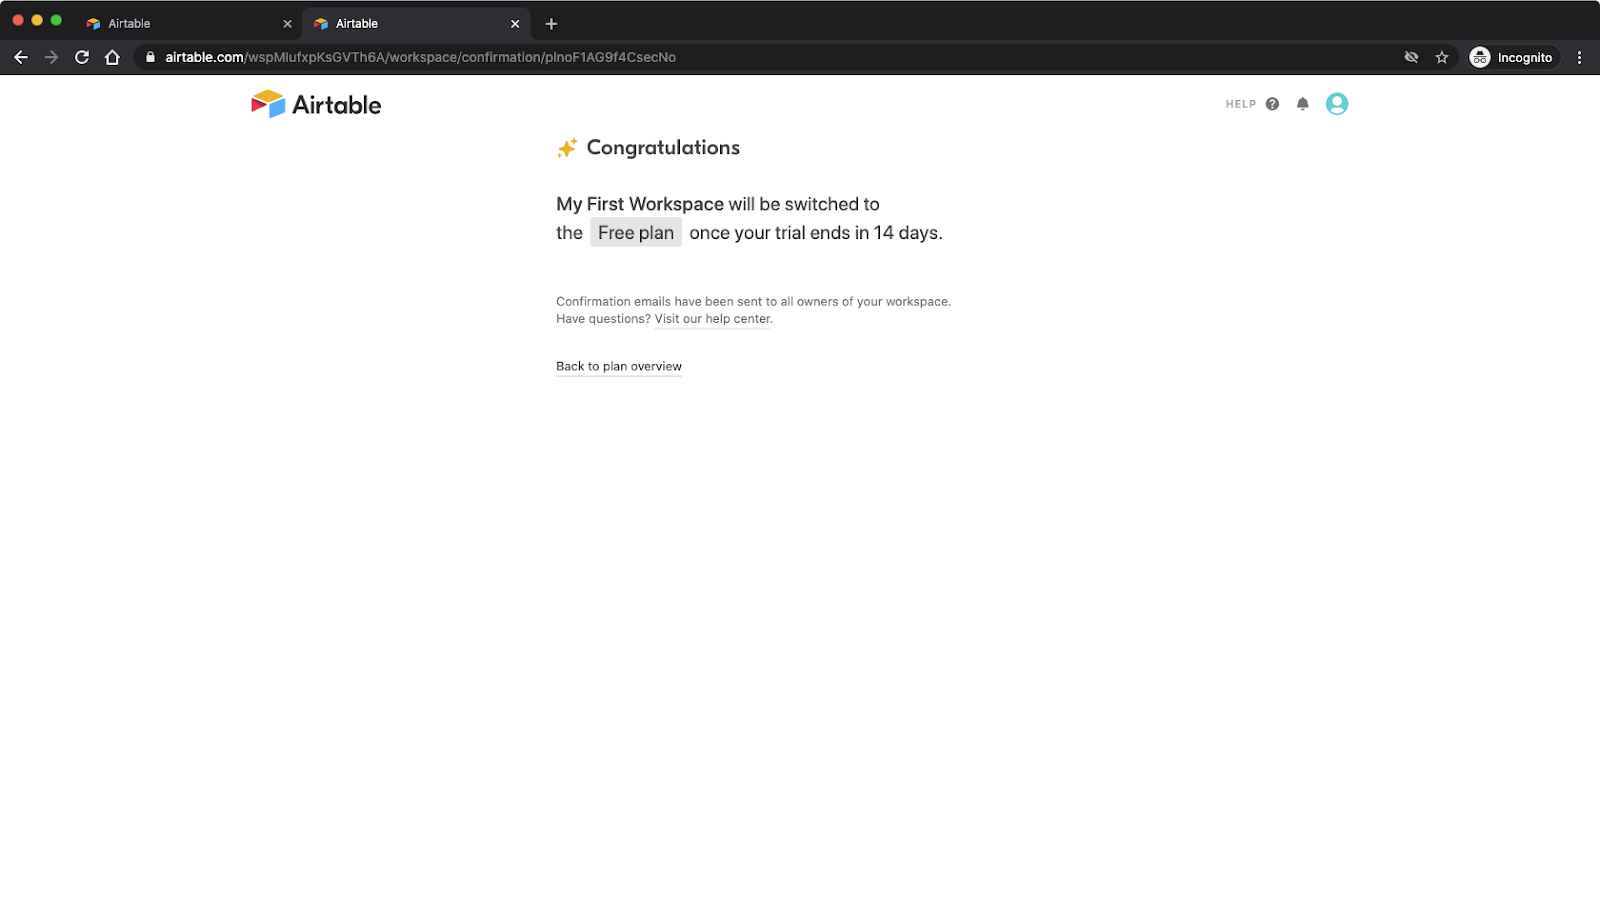 Airtable
Airtable
airtable.com/wspMlufxpKsGVTh6A/workspace/confirmation/plnoF1AG9f4CsecNo
Incognito
Airtable
HELP ?
Congratulations
My First Workspace will be switched to
the Free plan once your trial ends in 14 days.
Confirmation emails have been sent to all owners of your workspace.
Have questions? Visit our help center.
Back to plan overview